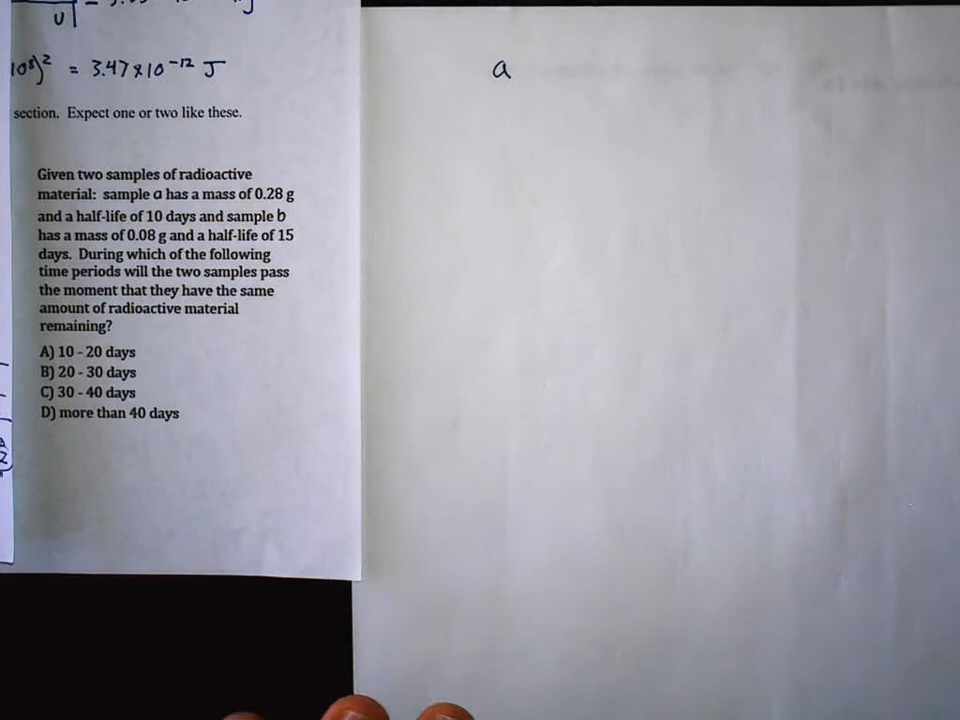 = 3.47 x 10⁻¹² J
a
section. Expect one or two like these.
Given two samples of radioactive
material: sample a has a mass of 0.28 g
and a half-life of 10 days and sample b
has a mass of 0.08 g and a half-life of 15
days. During which of the following
time periods will the two samples pass
the moment that they have the same
amount of radioactive material
remaining?
A) 10 - 20 days
B) 20 - 30 days
C) 30 - 40 days
D) more than 40 days